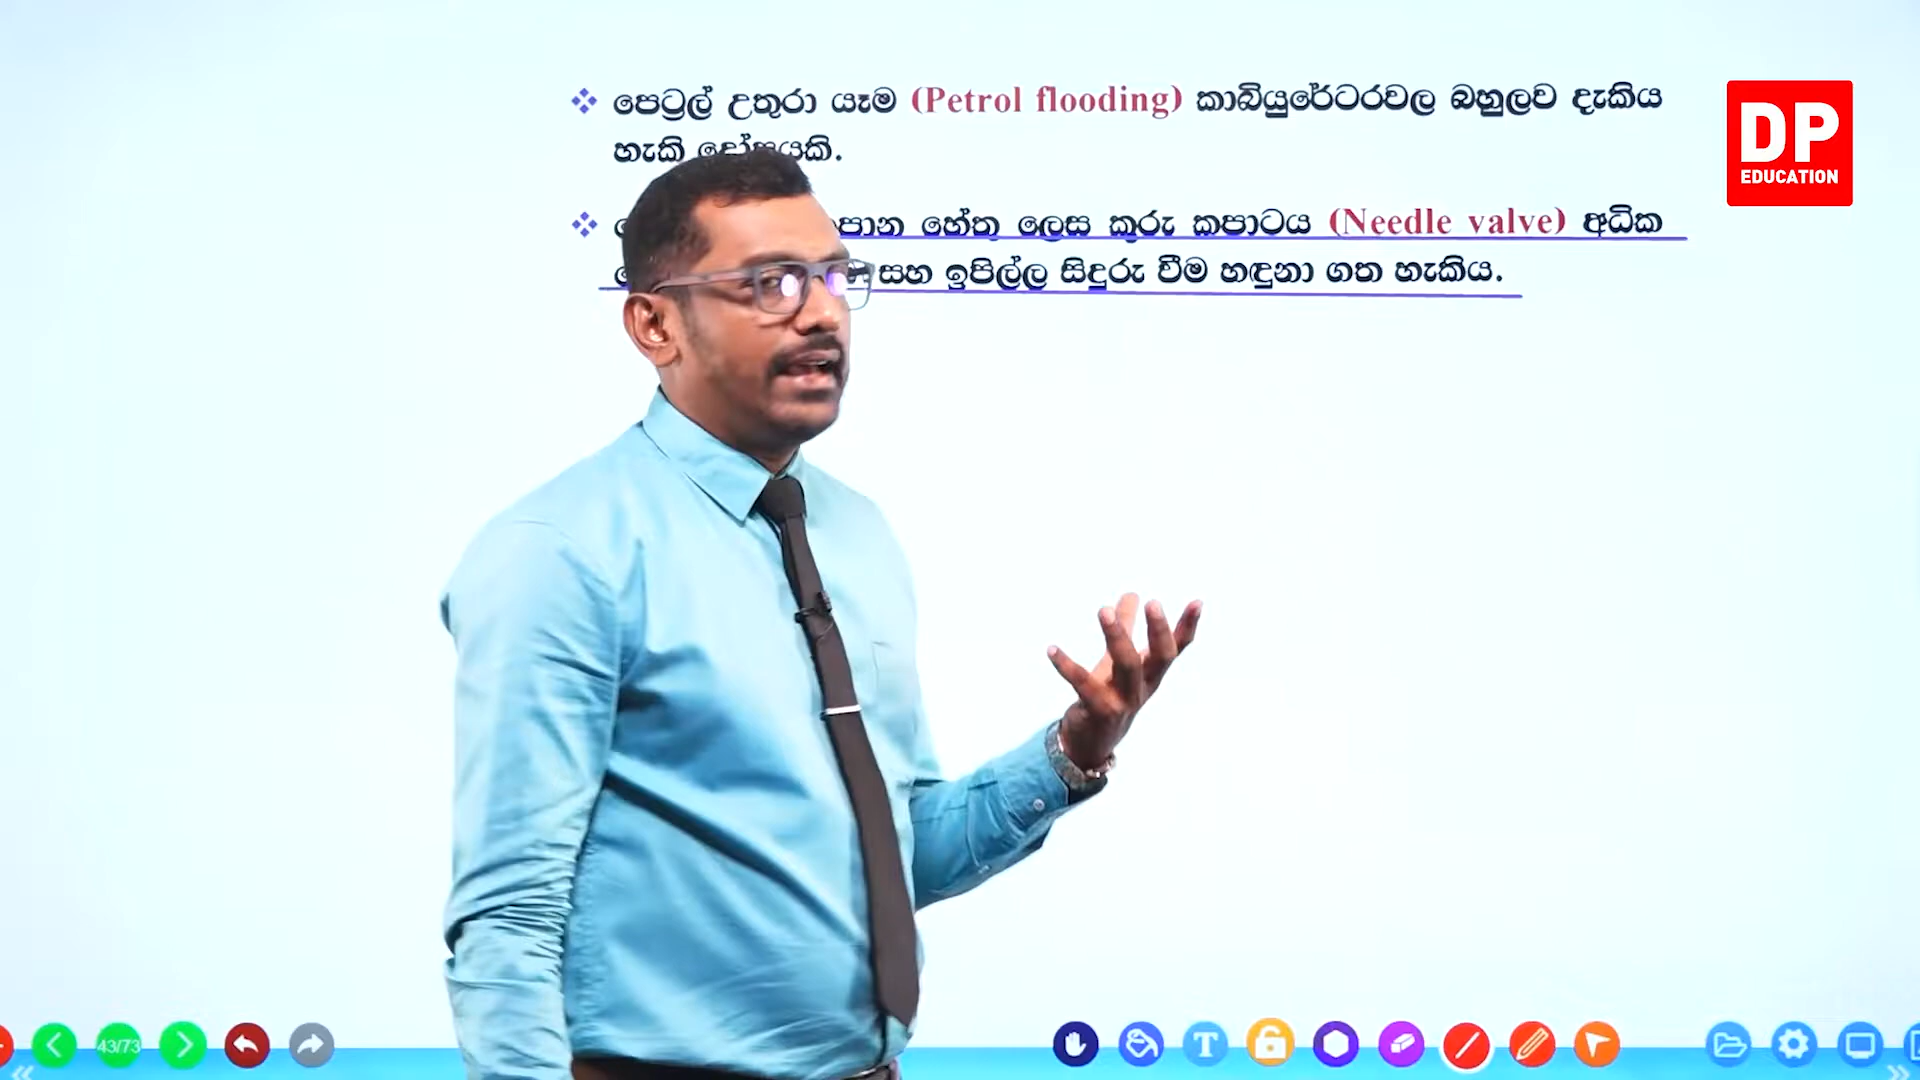 පෙට්‍රල් උතුරා යෑම (Petrol flooding) කාබියුරේටරවල බහුලව දැකිය
හැකි දෝෂයකි.
හේතු ලෙස කුරු කපාටය (Needle valve) අධික
සහ ඉපිල්ල සිදුරු වීම හඳුනා ගත හැකිය.
DP
EDUCATION
43/73
T